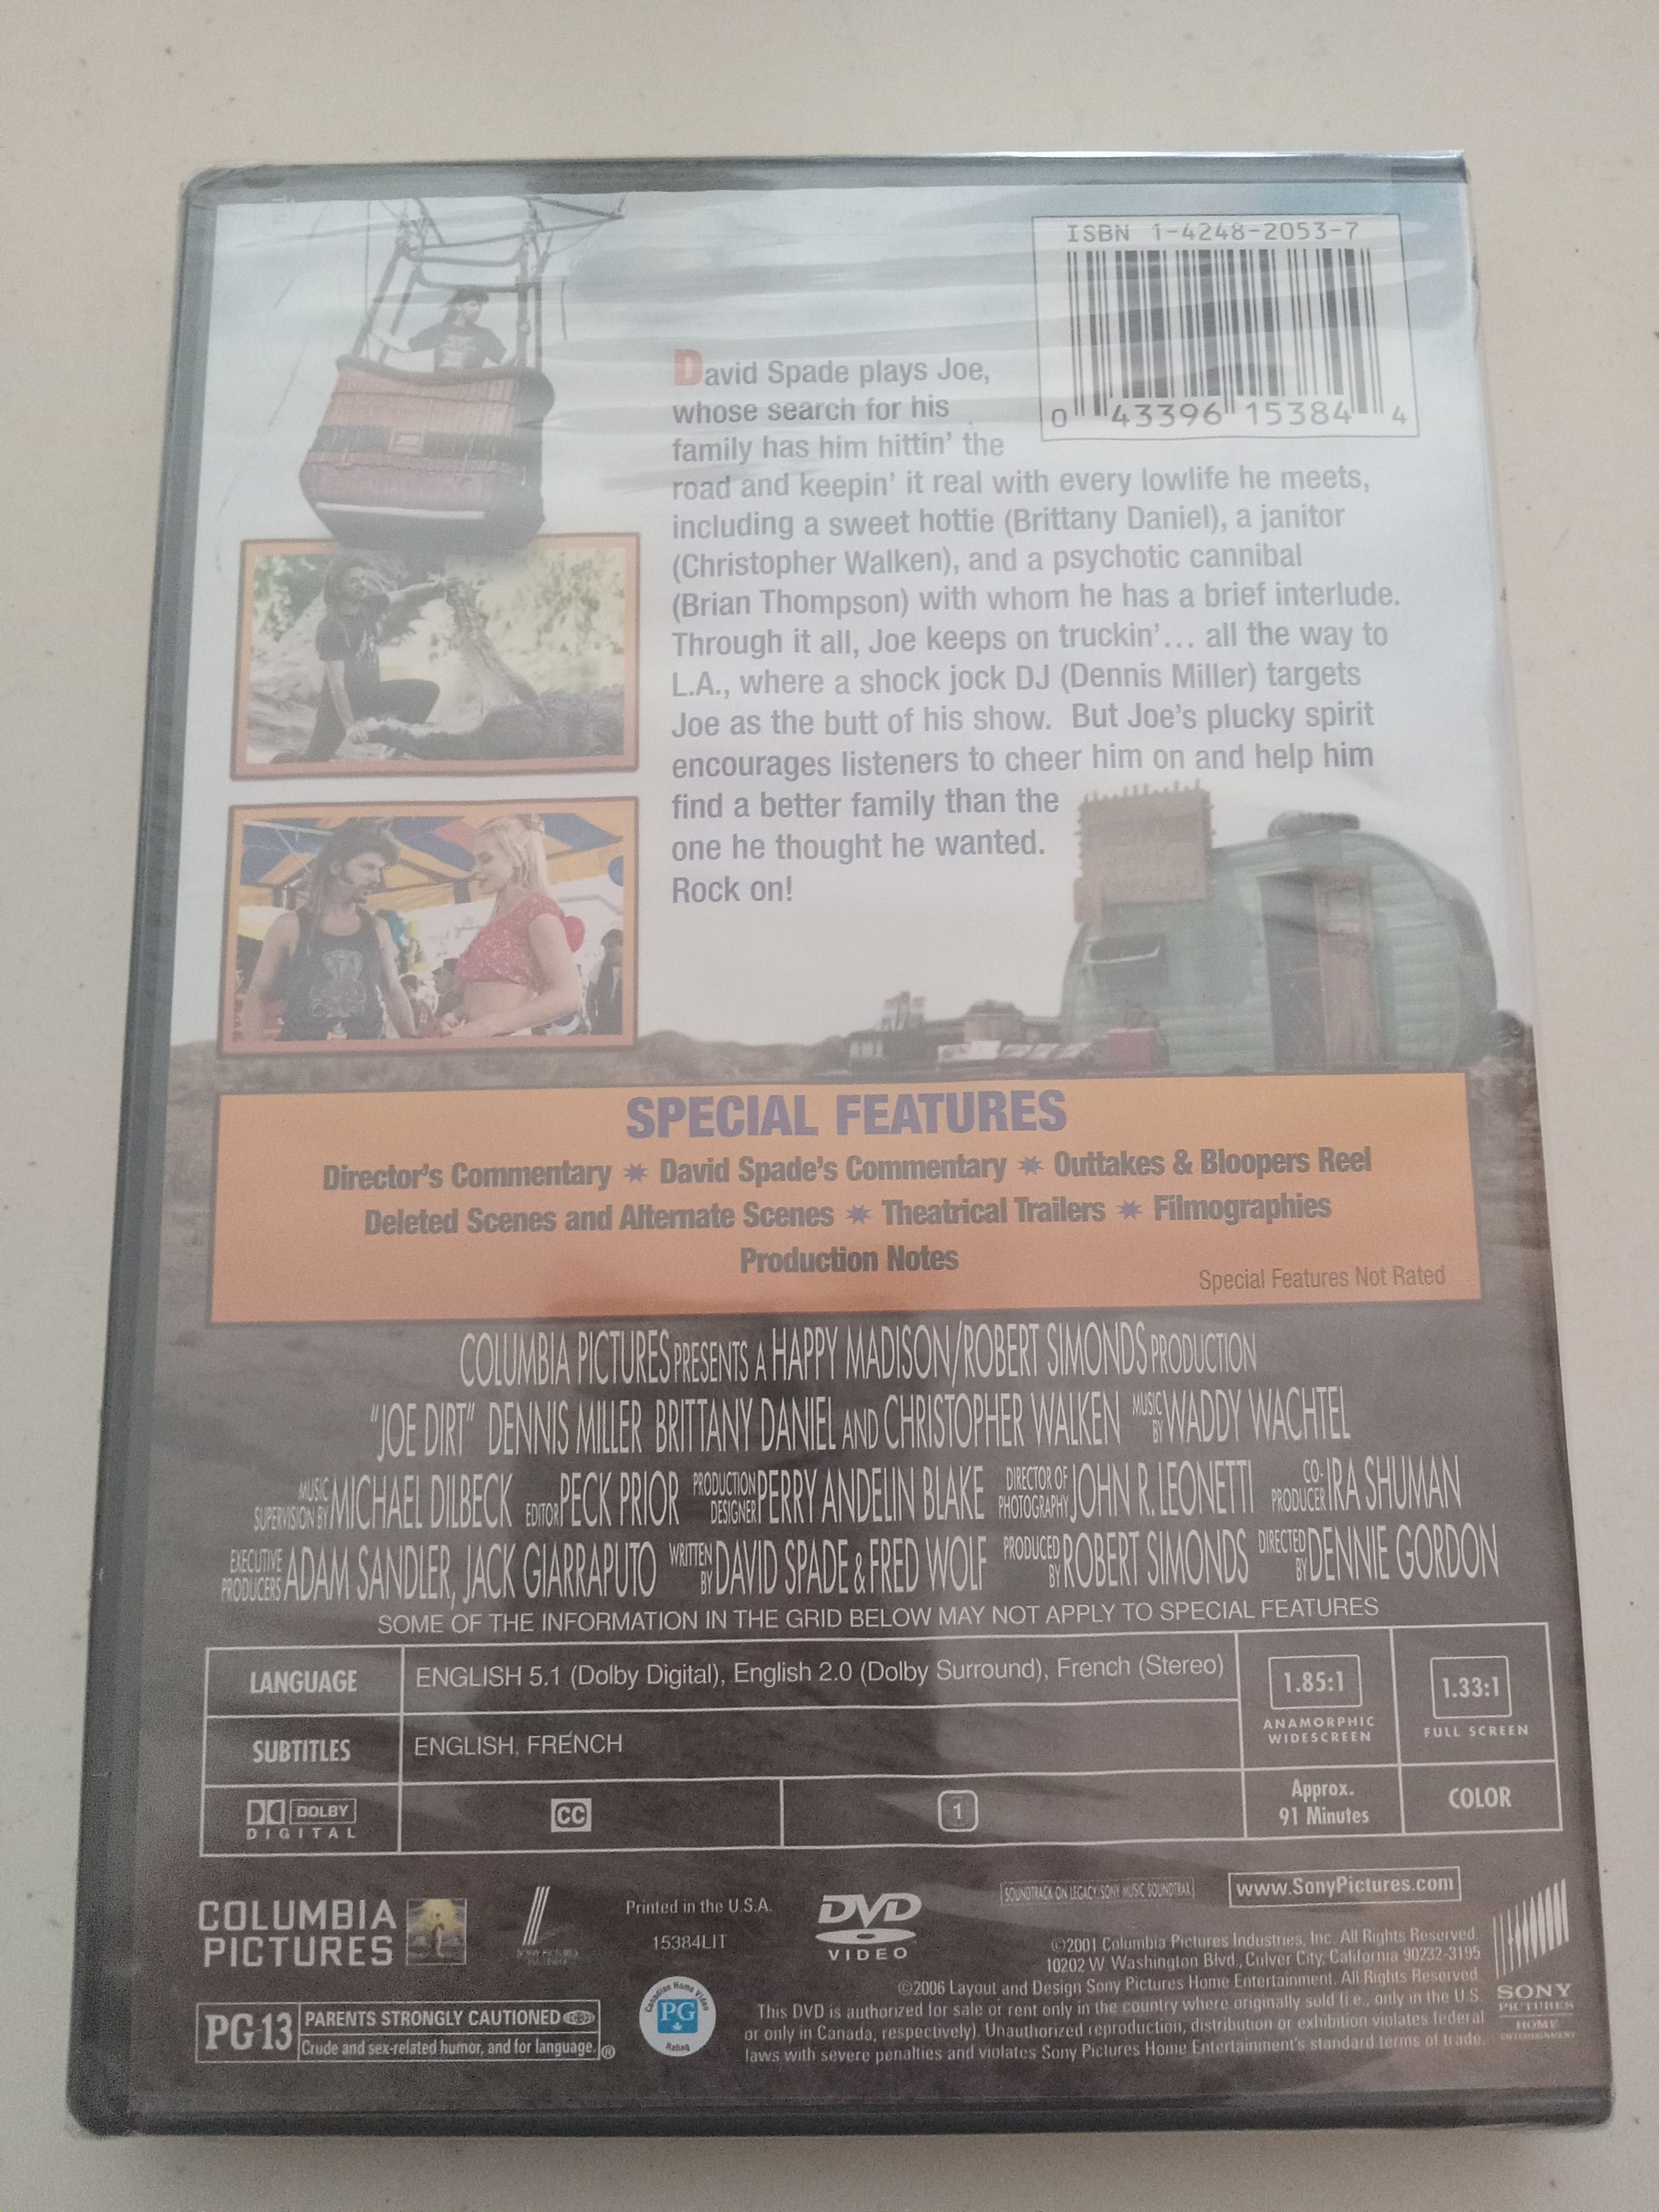 ISBN 1-4248-2053-7
0 43396 15384 4
David Spade plays Joe,
whose search for his
family has him hittin' the
road and keepin' it real with every lowlife he meets,
including a sweet hottie (Brittany Daniel), a janitor
(Christopher Walken), and a psychotic cannibal
(Brian Thompson) with whom he has a brief interlude.
Through it all, Joe keeps on truckin'... all the way to
L.A., where a shock jock DJ (Dennis Miller) targets
Joe as the butt of his show. But Joe's plucky spirit
encourages listeners to cheer him on and help him
find a better family than the
one he thought he wanted.
Rock on!
SPECIAL FEATURES
Director's Commentary ✷ David Spade's Commentary ✷ Outtakes & Bloopers Reel
Deleted Scenes and Alternate Scenes ✷ Theatrical Trailers ✷ Filmographies
Production Notes
Special Features Not Rated
COLUMBIA PICTURES PRESENTS A HAPPY MADISON/ROBERT SIMONDS PRODUCTION
"JOE DIRT" DENNIS MILLER BRITTANY DANIEL AND CHRISTOPHER WALKEN MUSIC BY WADDY WACHTEL
MUSIC SUPERVISION BY MICHAEL DILBECK EDITOR PECK PRIOR PRODUCTION DESIGNER PERRY ANDELIN BLAKE DIRECTOR OF PHOTOGRAPHY JOHN R. LEONETTI CO-PRODUCER IRA SHUMAN
EXECUTIVE PRODUCERS ADAM SANDLER, JACK GIARRAPUTO WRITTEN BY DAVID SPADE & FRED WOLF PRODUCED BY ROBERT SIMONDS DIRECTED BY DENNIE GORDON
SOME OF THE INFORMATION IN THE GRID BELOW MAY NOT APPLY TO SPECIAL FEATURES
LANGUAGE
ENGLISH 5.1 (Dolby Digital), English 2.0 (Dolby Surround), French (Stereo)
1.85:1
ANAMORPHIC
WIDESCREEN
1.33:1
FULL SCREEN
SUBTITLES
ENGLISH, FRENCH
DOLBY
DIGITAL
CC
1
Approx.
91 Minutes
COLOR
COLUMBIA
PICTURES
Printed in the U.S.A.
15384LIT
DVD
VIDEO
SOUNDTRACK ON LEGACY/SONY MUSIC SOUNDTRAX
www.SonyPictures.com
©2001 Columbia Pictures Industries, Inc. All Rights Reserved.
10202 W. Washington Blvd., Culver City, California 90232-3195
©2006 Layout and Design Sony Pictures Home Entertainment. All Rights Reserved.
This DVD is authorized for sale or rent only in the country where originally sold (i.e., only in the U.S.
or only in Canada, respectively). Unauthorized reproduction, distribution or exhibition violates federal
laws with severe penalties and violates Sony Pictures Home Entertainment's standard terms of trade.
SONY
PICTURES
HOME
ENTERTAINMENT
PG-13
PARENTS STRONGLY CAUTIONED
Crude and sex-related humor, and for language.
®
Canadian Home Video
PG
Rating